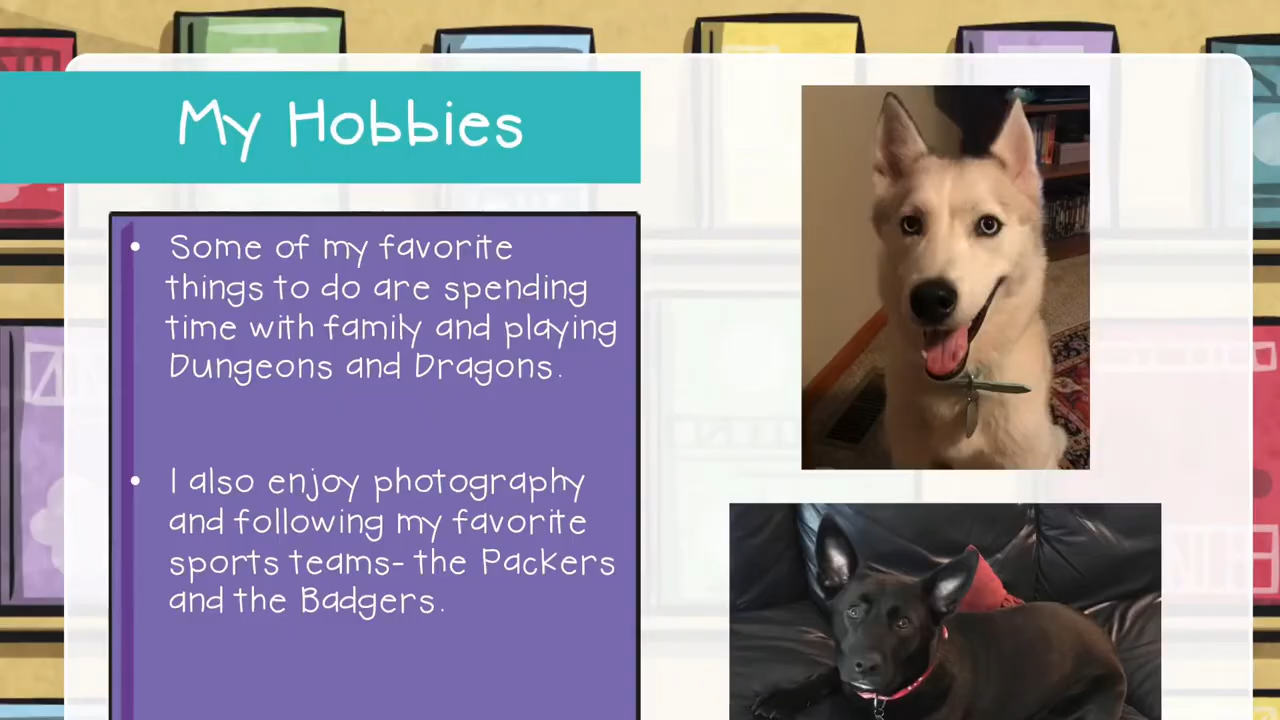 My Hobbies
• Some of my favorite
things to do are spending
time with family and playing
Dungeons and Dragons.
• I also enjoy photography
and following my favorite
sports teams- the Packers
and the Badgers.